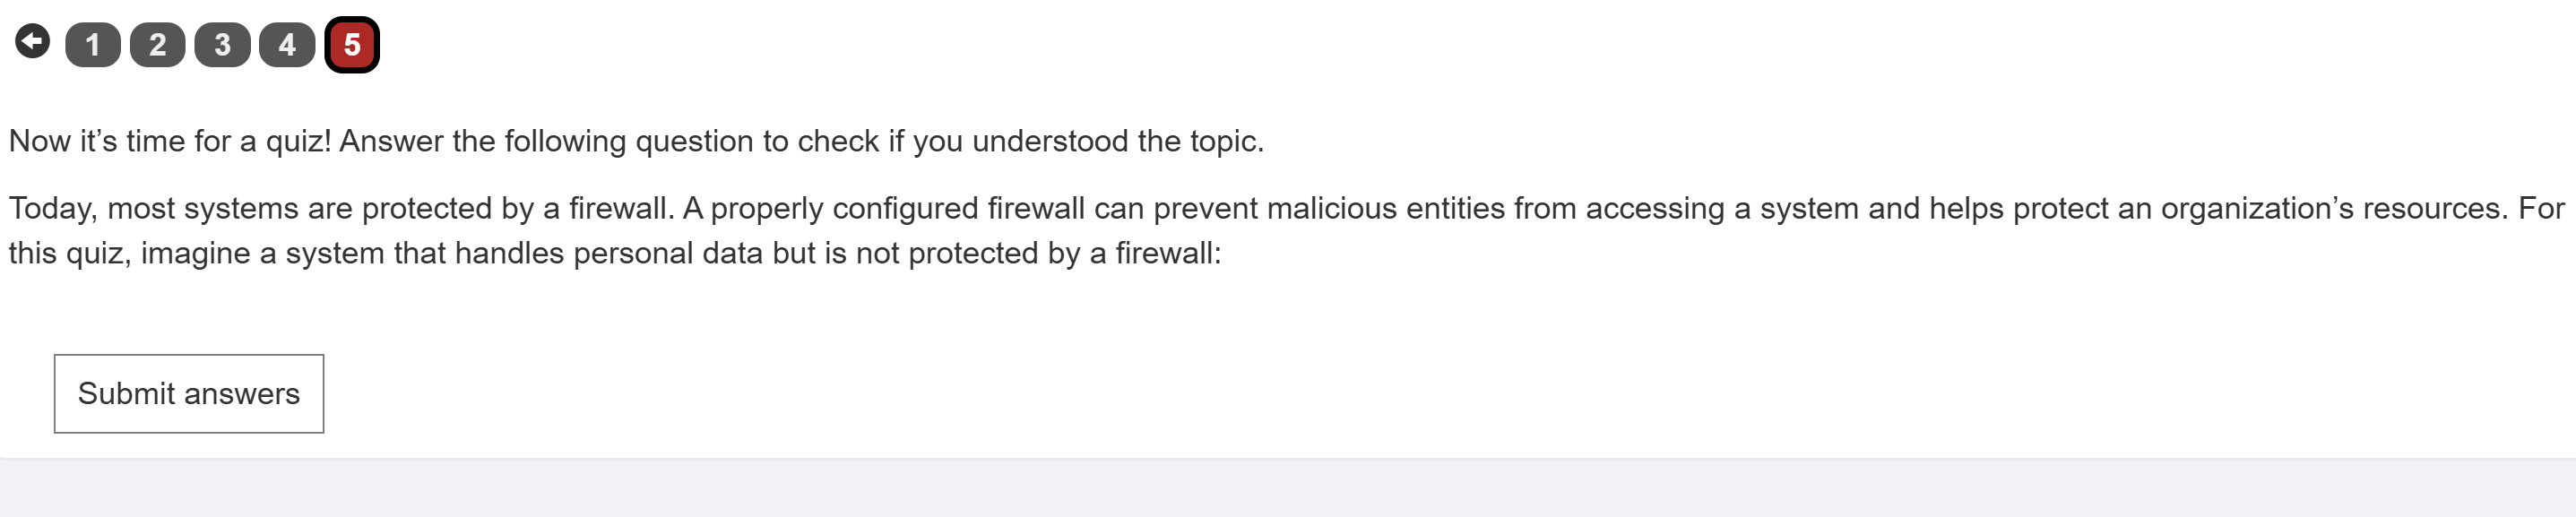 1 2 3 4 5
Now it’s time for a quiz! Answer the following question to check if you understood the topic.
Today, most systems are protected by a firewall. A properly configured firewall can prevent malicious entities from accessing a system and helps protect an organization’s resources. For
this quiz, imagine a system that handles personal data but is not protected by a firewall:
Submit answers